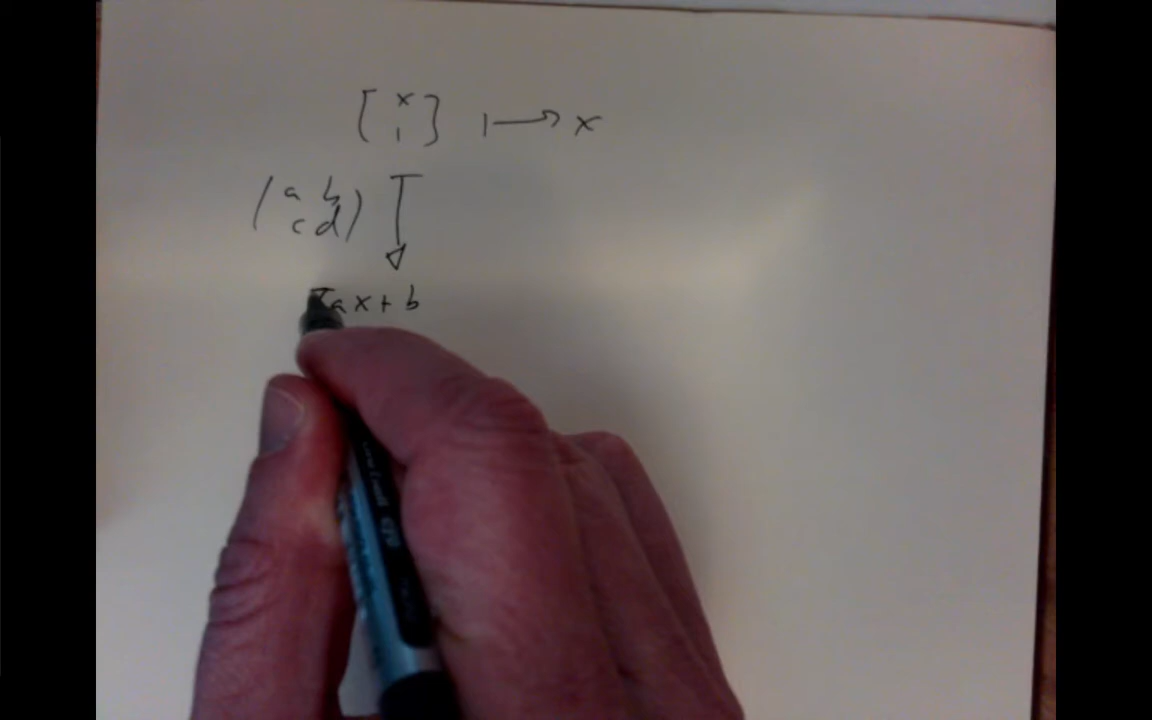 [ x ↦ x
1 ]
( a b
c d ) ↧
[ ax + b